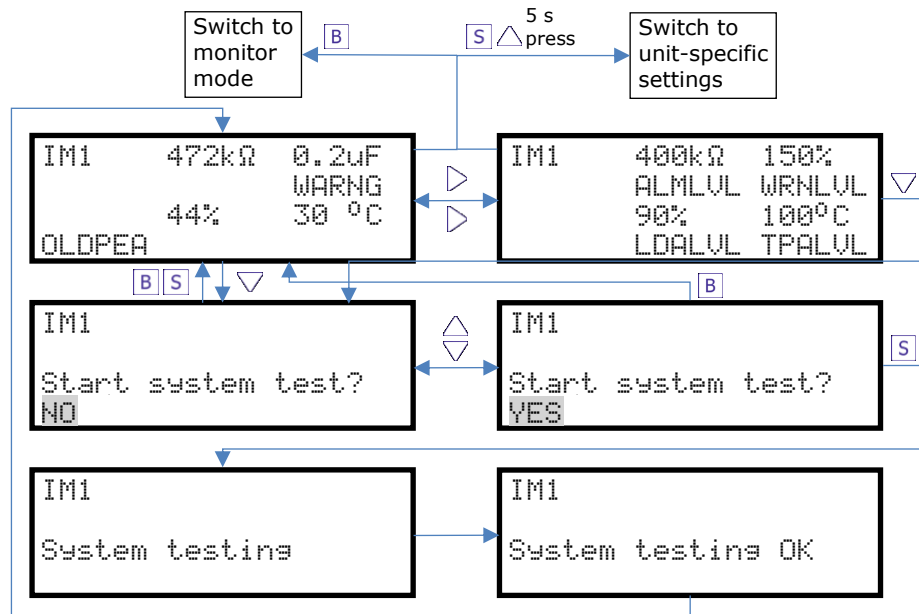 Switch to
monitor
mode
B
S
5 s
press
Switch to
unit-specific
settings
IM1 472kΩ 0.2uF
WARNG
44% 30 ºC
OLDPEA
IM1 400kΩ 150%
ALMLVL WRNLVL
90% 100ºC
LDALVL TPALVL
B S
B
IM1
Start system test?
NO
IM1
Start system test?
YES
S
IM1
System testing
IM1
System testing OK